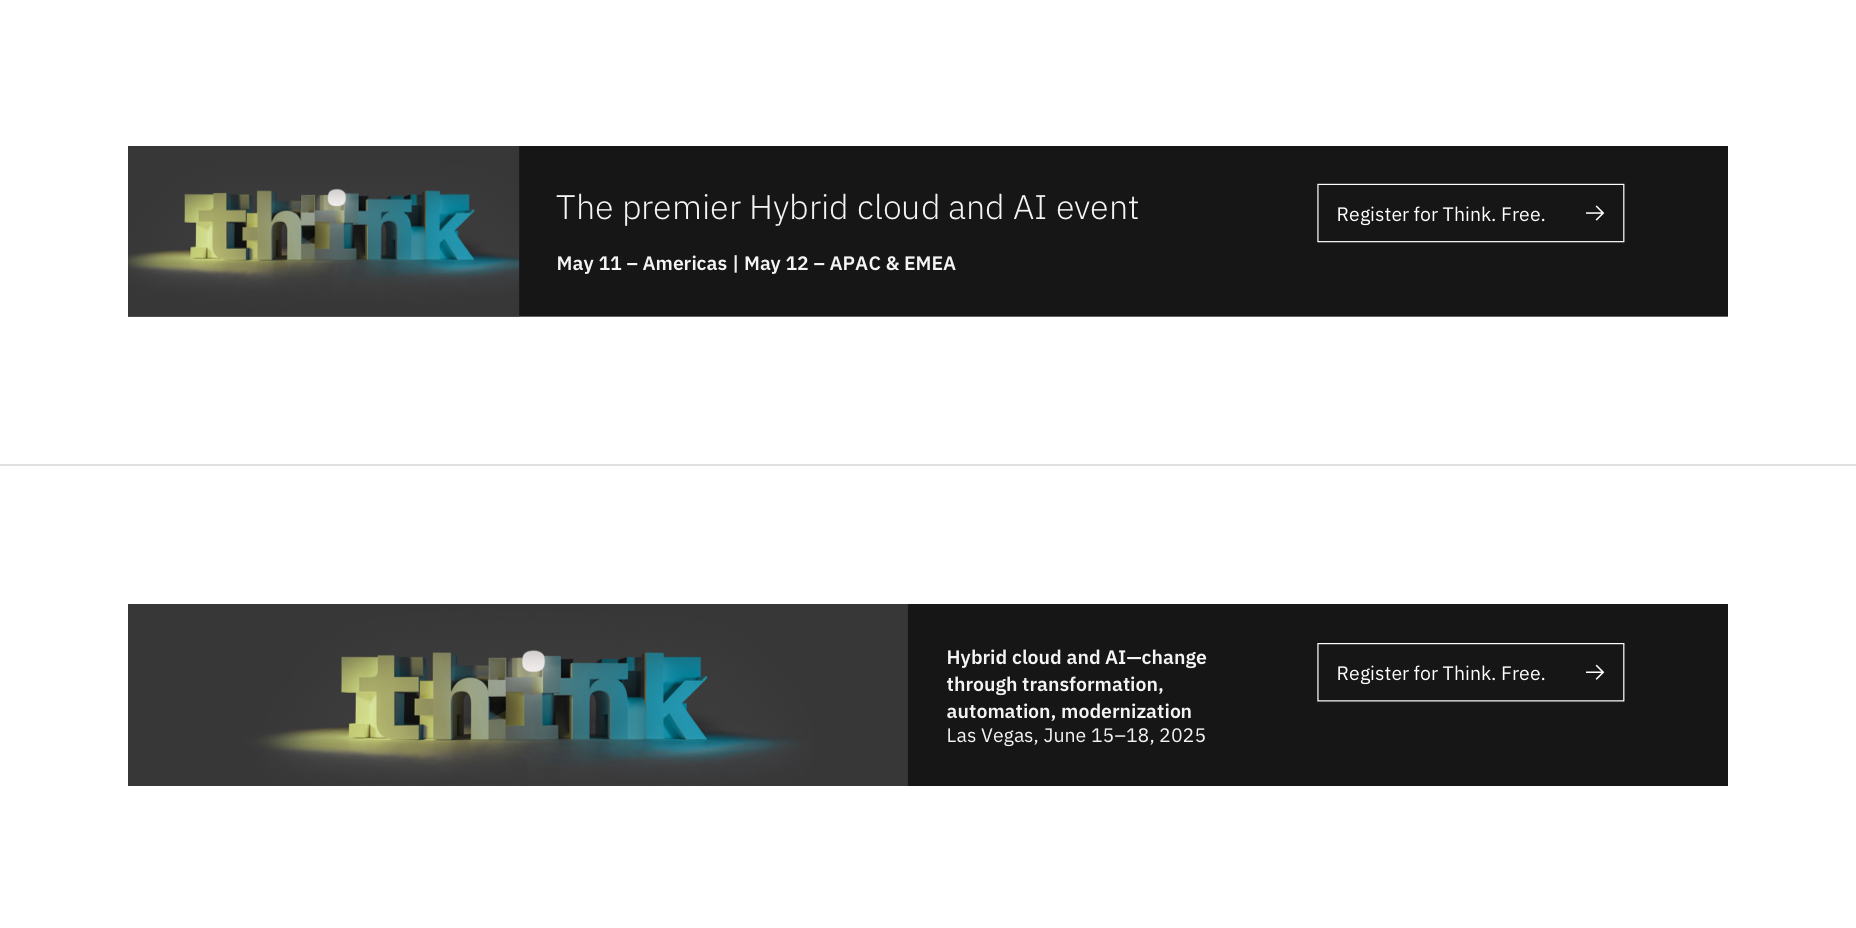 think
The premier Hybrid cloud and AI event
May 11 – Americas | May 12 – APAC & EMEA
Register for Think. Free.
think
Hybrid cloud and AI—change
through transformation,
automation, modernization
Las Vegas, June 15–18, 2025
Register for Think. Free.